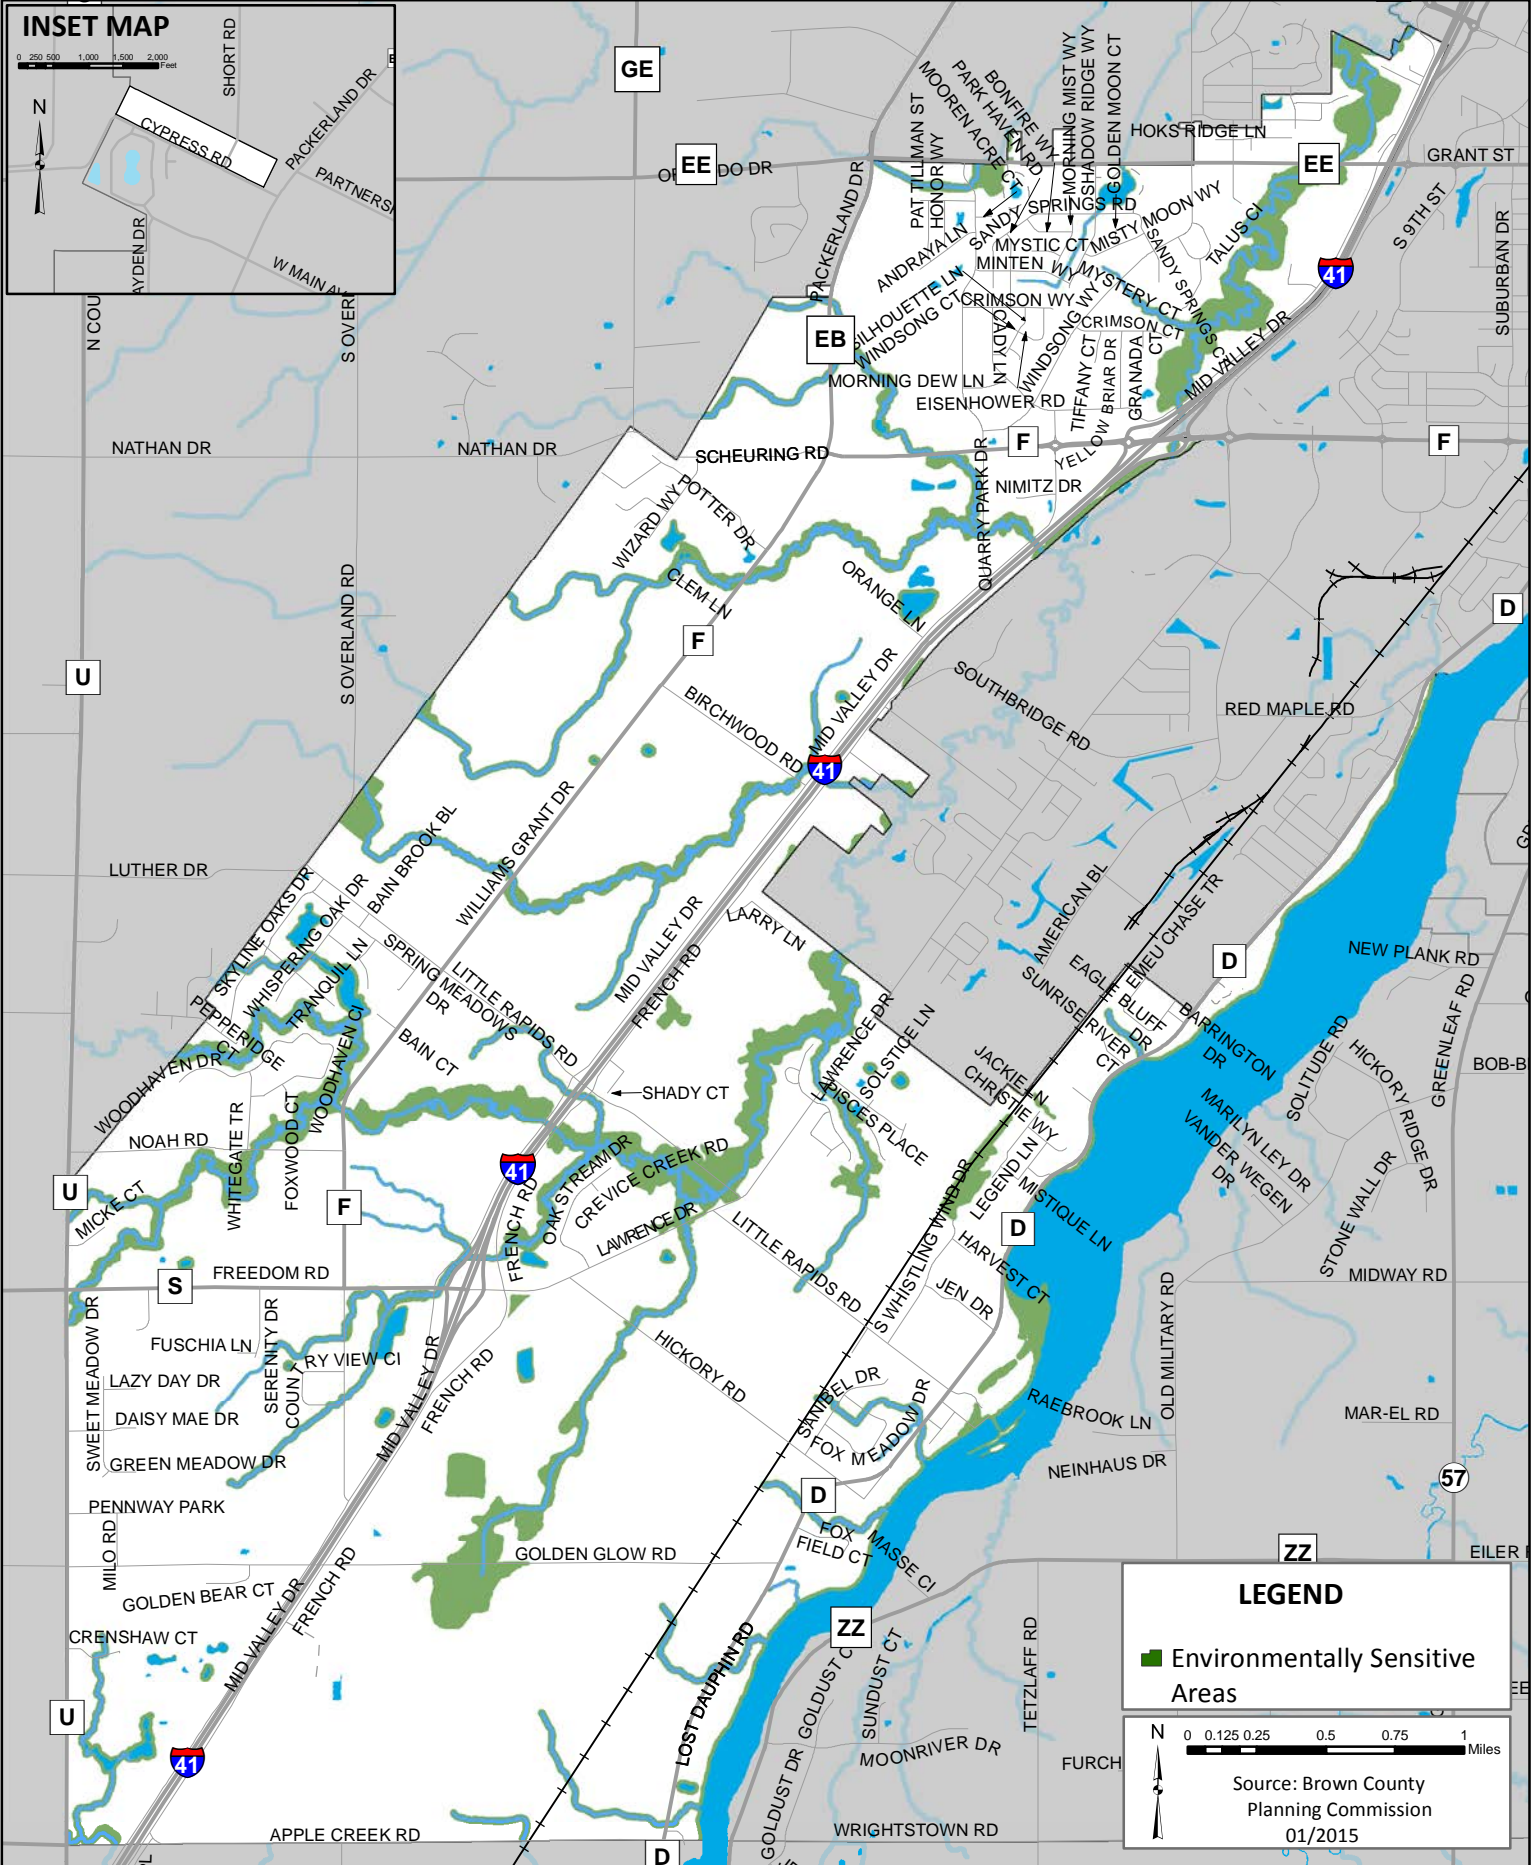 INSET MAP
0 250 500 1,000 1,500 2,000
Feet
N
SHORT RD
CYPRESS RD
PACKERLAND DR
W MAIN AV
GE
EE
EE
GRANT ST
HOKS RIDGE LN
MORNING MIST WY
SHADOW RIDGE WY
GOLDEN MOON CT
BONFIRE WY
PARK HAVEN RD
MOOREN ACRE CT
PAT TILLMAN ST
HONOR WY
PACKERLAND DR
SANDY SPRINGS RD
MISTY MOON WY
MYSTIC CT
MINTEN WY
ANDRAYA LN
MYSTERY CT
TALUS CI
41
S 9TH ST
SUBURBAN DR
SILHOUETTE LN
WINDSONG CT
CRIMSON WY
CADY LN
WINDSONG WY
CRIMSON CT
MID VALLEY DR
EB
MORNING DEW LN
EISENHOWER RD
TIFFANY CT
YELLOW BRIAR DR
GRANADA
CT
F
F
NATHAN DR
NATHAN DR
SCHEURING RD
POTTER DR
WIZARD WY
QUARRY PARK DR
NIMITZ DR
ORANGE LN
CLEM LN
S OVERLAND RD
F
U
D
BIRCHWOOD RD
MID VALLEY DR
41
SOUTHBRIDGE RD
RED MAPLE RD
WILLIAMS GRANT DR
BAIN BROOK BL
LUTHER DR
SKYLINE OAKS DR
WHISPERING OAK DR
TRANQUIL LN
PEPPERIDGE
CT
WOODHAVEN DR
WOODHAVEN CI
SPRING MEADOWS
DR
LITTLE RAPIDS RD
BAIN CT
MID VALLEY DR
FRENCH RD
LARRY LN
AMERICAN BL
EMEU CHASE TR
D
EAGLE BLUFF
DR
SUNRISE RIVER
CT
BARRINGTON
DR
NEW PLANK RD
GREENLEAF RD
SOLITUDE RD
HICKORY RIDGE DR
SHADY CT
LAWRENCE DR
SOLSTICE LN
PISCES PLACE
JACKIE LN
CHRISTIE WY
LEGEND LN
MARILYN LEY DR
VANDER WEGEN
DR
STONE WALL DR
NOAH RD
WHITEGATE TR
FOXWOOD CT
U
MICKE CT
F
41
FRENCH RD
OAK STREAM DR
CREVICE CREEK RD
LAWRENCE DR
LITTLE RAPIDS RD
S WHISTLING WIND DR
MISTIQUE LN
D
HARVEST CT
JEN DR
S
FREEDOM RD
OLD MILITARY RD
MIDWAY RD
SWEET MEADOW DR
FUSCHIA LN
SERENITY DR
COUNTRY VIEW CI
LAZY DAY DR
DAISY MAE DR
GREEN MEADOW DR
MID VALLEY DR
FRENCH RD
HICKORY RD
SANIBEL DR
FOX MEADOW DR
RAEBROOK LN
NEINHAUS DR
MAR-EL RD
57
PENNWAY PARK
MILO RD
D
FOX
FIELD CT
MASSE CI
GOLDEN GLOW RD
GOLDEN BEAR CT
ZZ
CRENSHAW CT
MID VALLEY DR
FRENCH RD
ZZ
U
41
LOST DAUPHIN RD
SUNDUST CT
GOLDUST DR
MOONRIVER DR
TETZLAFF RD
APPLE CREEK RD
D
WRIGHTSTOWN RD
LEGEND
Environmentally Sensitive
Areas
N
0 0.125 0.25 0.5 0.75 1
Miles
Source: Brown County
Planning Commission
01/2015